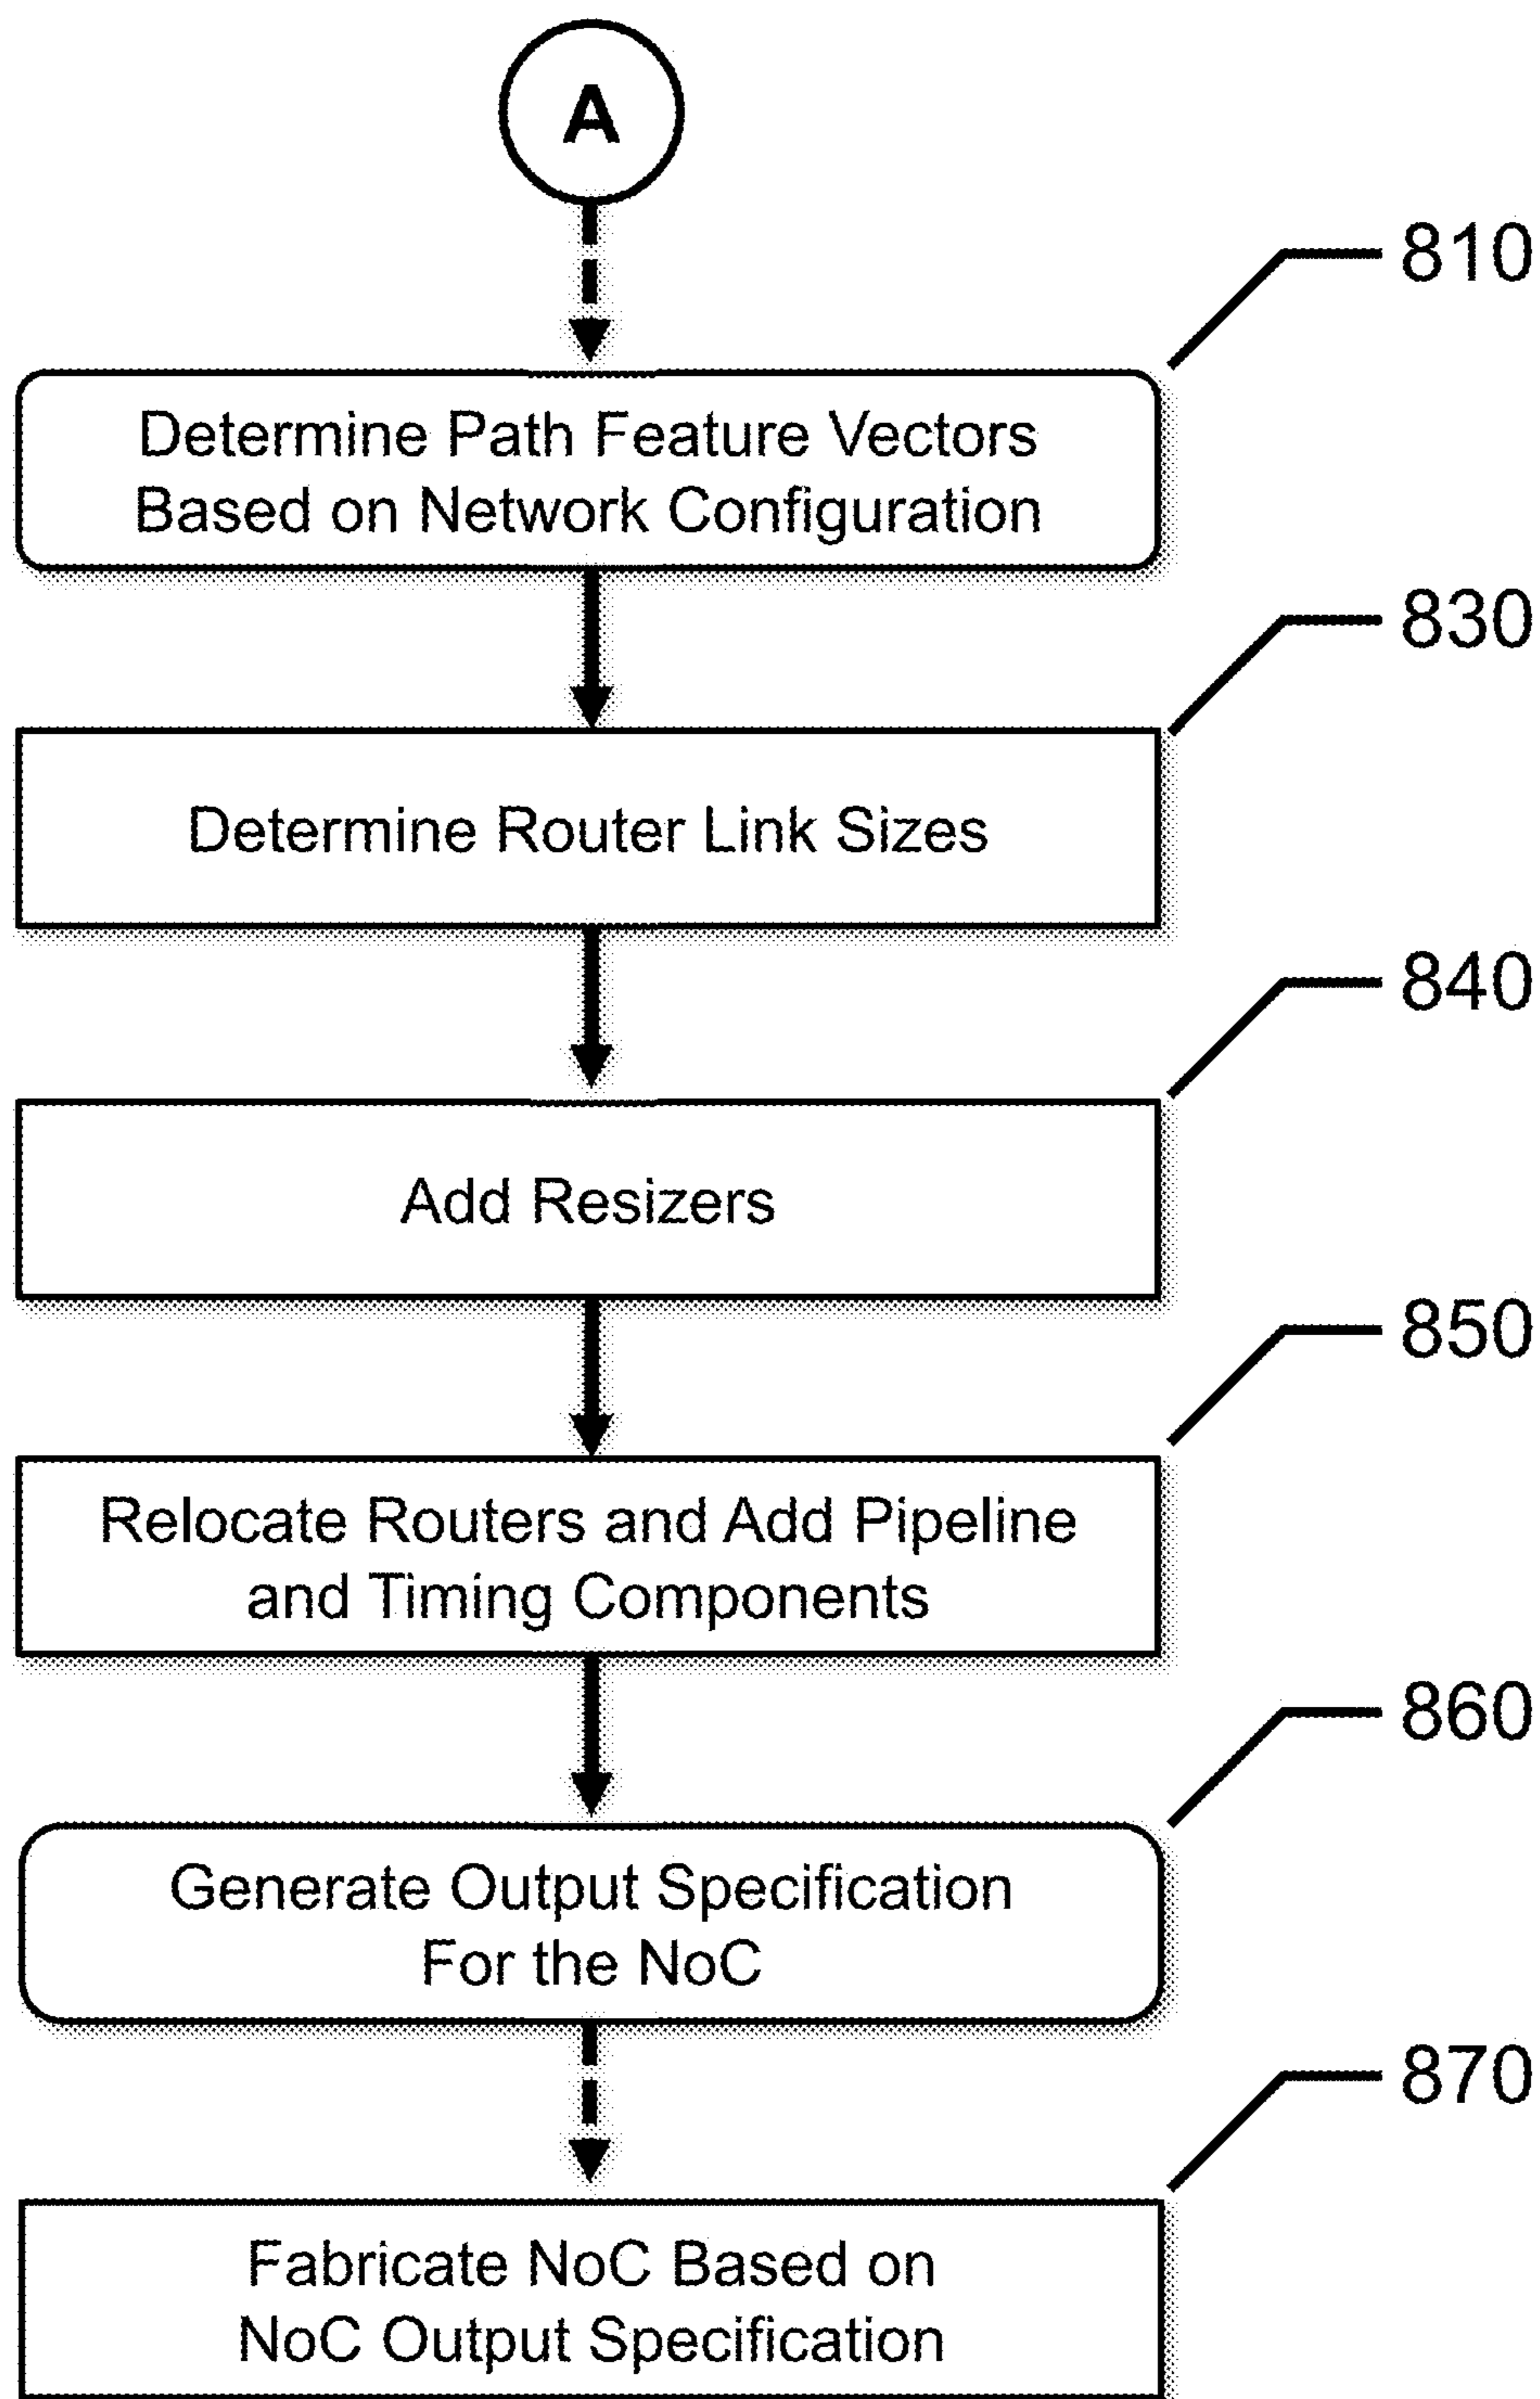 A
810
Determine Path Feature Vectors
Based on Network Configuration
830
Determine Router Link Sizes
840
Add Resizers
850
Relocate Routers and Add Pipeline
and Timing Components
860
Generate Output Specification
For the NoC
870
Fabricate NoC Based on
NoC Output Specification